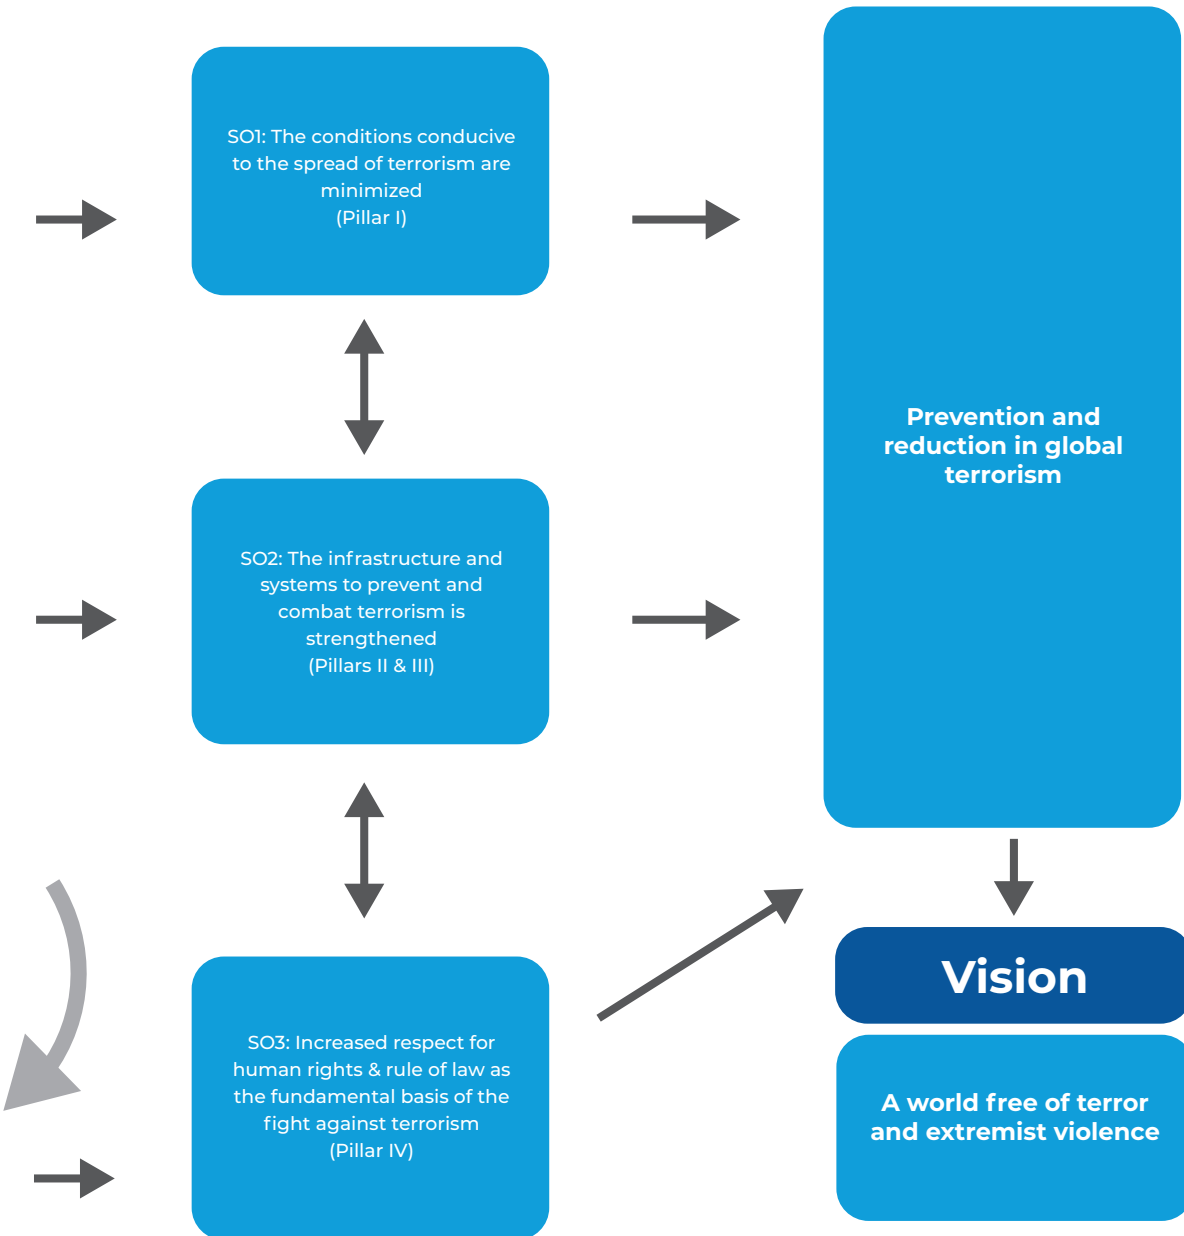 SO1: The conditions conducive
to the spread of terrorism are
minimized
(Pillar I)
SO2: The infrastructure and
systems to prevent and
combat terrorism is
strengthened
(Pillars II & III)
SO3: Increased respect for
human rights & rule of law as
the fundamental basis of the
fight against terrorism
(Pillar IV)
Prevention and
reduction in global
terrorism
Vision
A world free of terror
and extremist violence